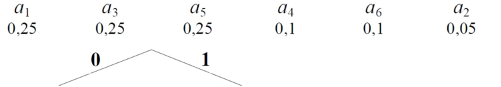 a₁ a₃ a₅ a₄ a₆ a₂
0,25 0,25 0,25 0,1 0,1 0,05
0 1